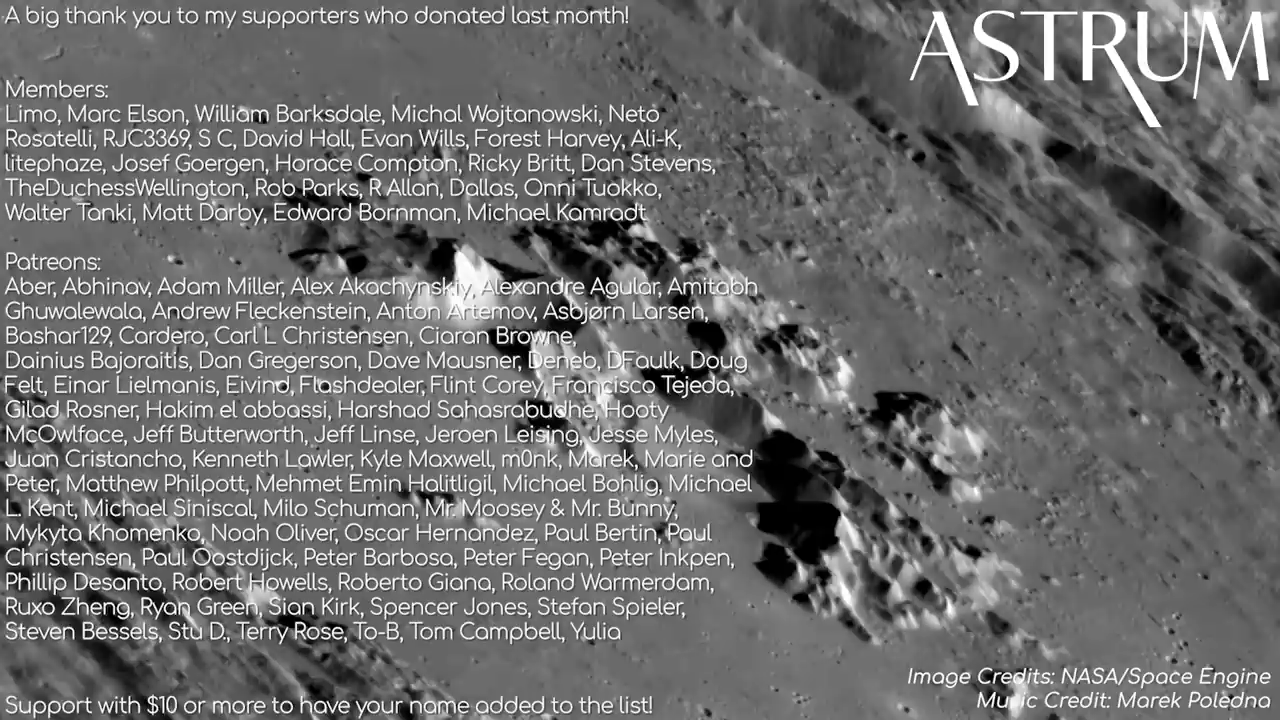 A big thank you to my supporters who donated last month!
ASTRUM
Members:
Limo, Marc Elson, William Barksdale, Michal Wojtanowski, Neto
Rosatelli, RJC3369, S C, David Hall, Evan Wills, Forest Harvey, Ali-K,
litephaze, Josef Goergen, Horace Compton, Ricky Britt, Dan Stevens,
TheDuchessWellington, Rob Parks, R Allan, Dallas, Onni Tuokko,
Walter Tanki, Matt Darby, Edward Bornman, Michael Kamradt
Patreons:
Aber, Abhinav, Adam Miller, Alex Akachynskiy, Alexandre Agular, Amitabh
Ghuwalewala, Andrew Fleckenstein, Anton Artemov, Asbjørn Larsen,
Bashar129, Cardero, Carl L Christensen, Ciaran Browne,
Dainius Bajoraitis, Dan Gregerson, Dave Mausner, Deneb, DFaulk, Doug
Felt, Einar Lielmanis, Eivind, Flashdealer, Flint Corey, Francisco Tejeda,
Gilad Rosner, Hakim el abbassi, Harshad Sahasrabudhe, Hooty
McOwlface, Jeff Butterworth, Jeff Linse, Jeroen Leising, Jesse Myles,
Juan Cristancho, Kenneth Lawler, Kyle Maxwell, m0nk, Marek, Marie and
Peter, Matthew Philpott, Mehmet Emin Halitligil, Michael Bohlig, Michael
L. Kent, Michael Siniscal, Milo Schuman, Mr. Moosey & Mr. Bunny,
Mykyta Khomenko, Noah Oliver, Oscar Hernandez, Paul Bertin, Paul
Christensen, Paul Oostdijck, Peter Barbosa, Peter Fegan, Peter Inkpen,
Phillip Desanto, Robert Howells, Roberto Giana, Roland Warmerdam,
Ruxo Zheng, Ryan Green, Sian Kirk, Spencer Jones, Stefan Spieler,
Steven Bessels, Stu D., Terry Rose, To-B, Tom Campbell, Yulia
Image Credits: NASA/Space Engine
Music Credit: Marek Poledna
Support with $10 or more to have your name added to the list!